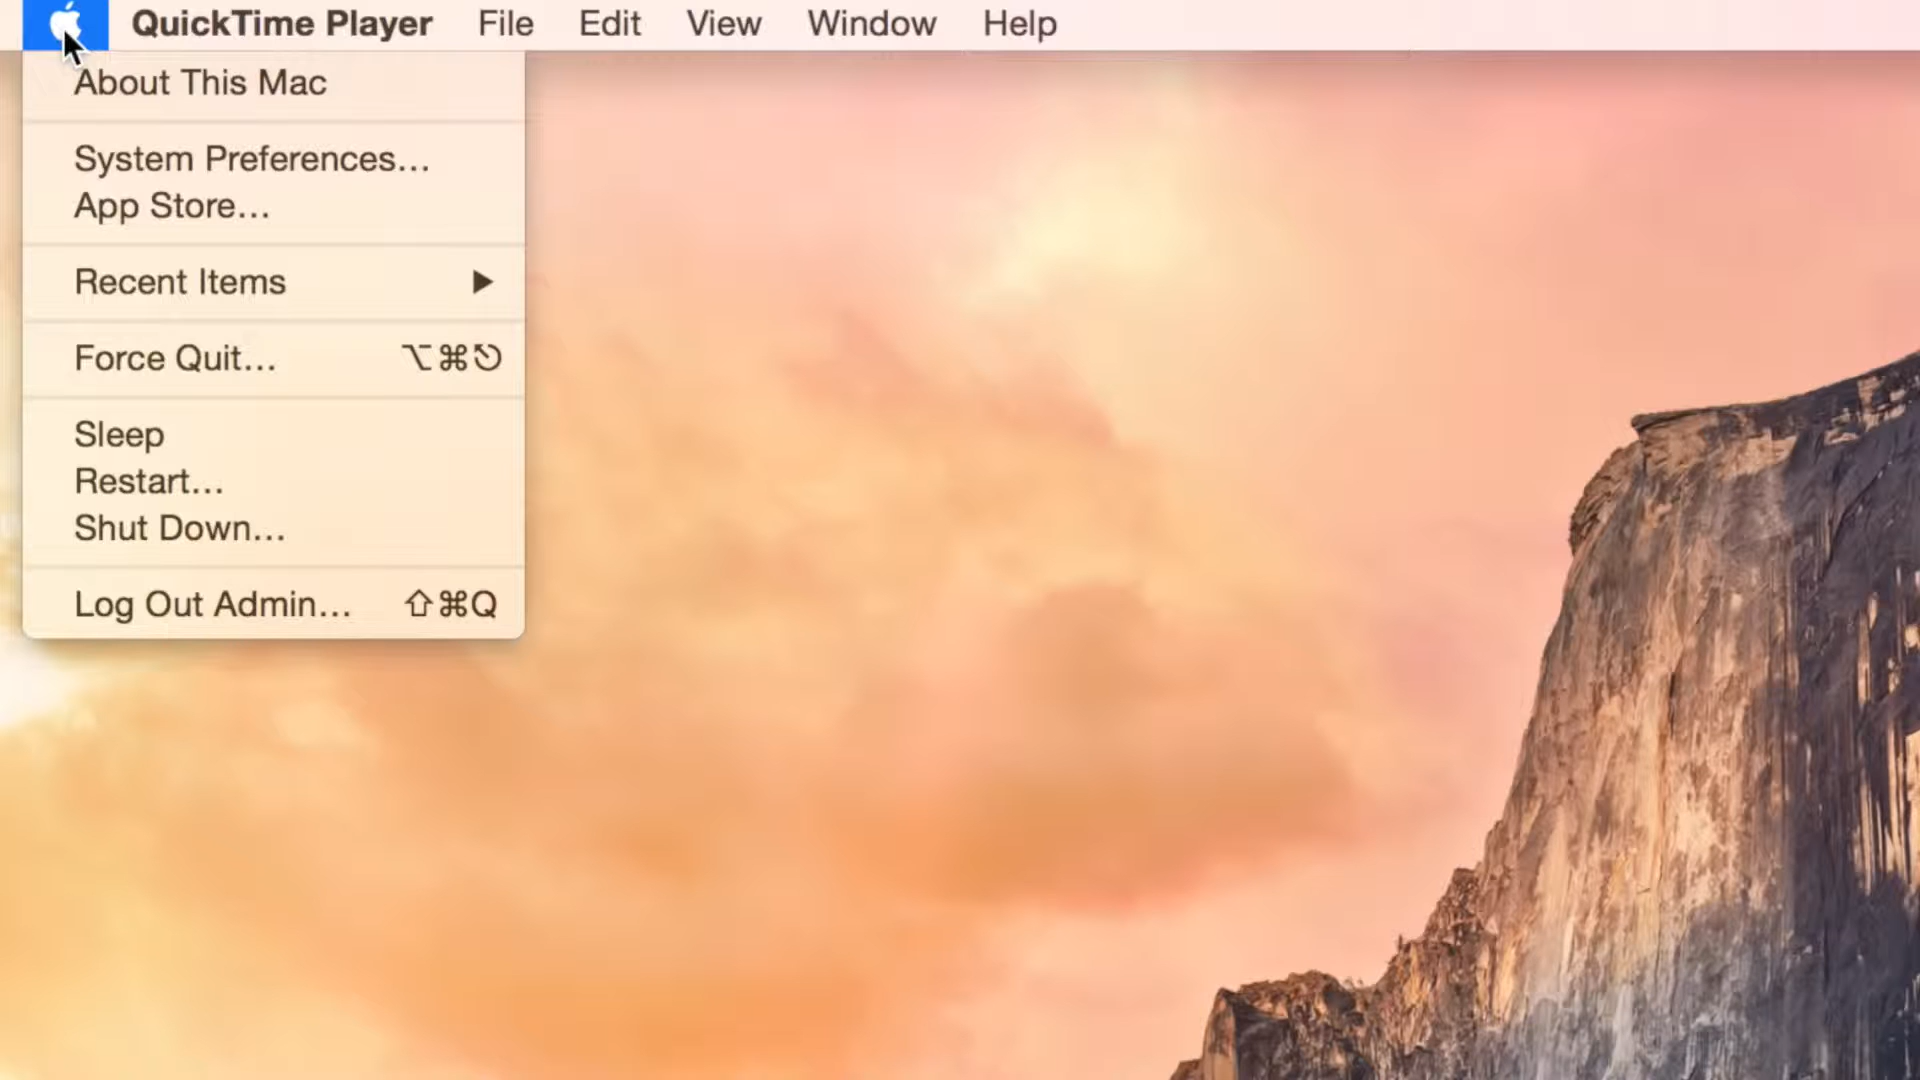 QuickTime Player File Edit View Window Help
About This Mac
System Preferences...
App Store...
Recent Items ▶
Force Quit... ⌥⌘⎋
Sleep
Restart...
Shut Down...
Log Out Admin... ⇧⌘Q